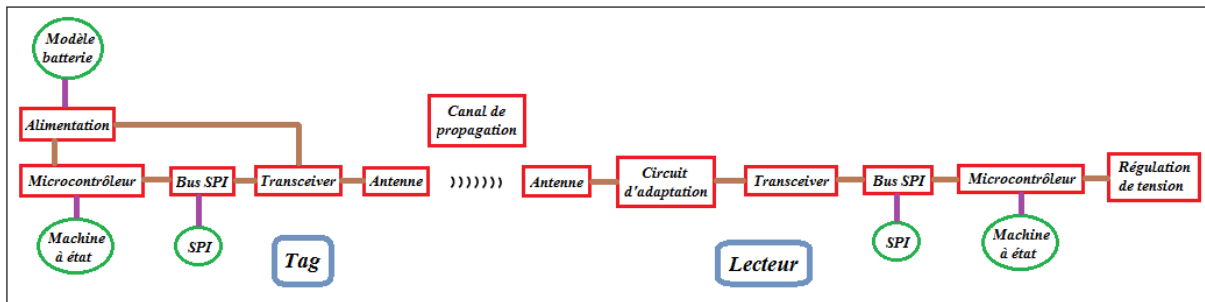 Modèle
batterie
Alimentation
Canal de
propagation
Microcontrôleur
Bus SPI
Transceiver
Antenne
)))))))
Antenne
Circuit
d'adaptation
Transceiver
Bus SPI
Microcontrôleur
Régulation
de tension
Machine
à état
SPI
Tag
Lecteur
SPI
Machine
à état